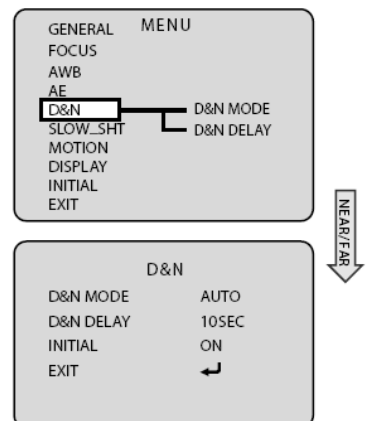 MENU
GENERAL
FOCUS
AWB
AE
D&N D&N MODE
SLOW_SHT D&N DELAY
MOTION
DISPLAY
INITIAL
EXIT
NEAR/FAR
D&N
D&N MODE AUTO
D&N DELAY 10SEC
INITIAL ON
EXIT ↵